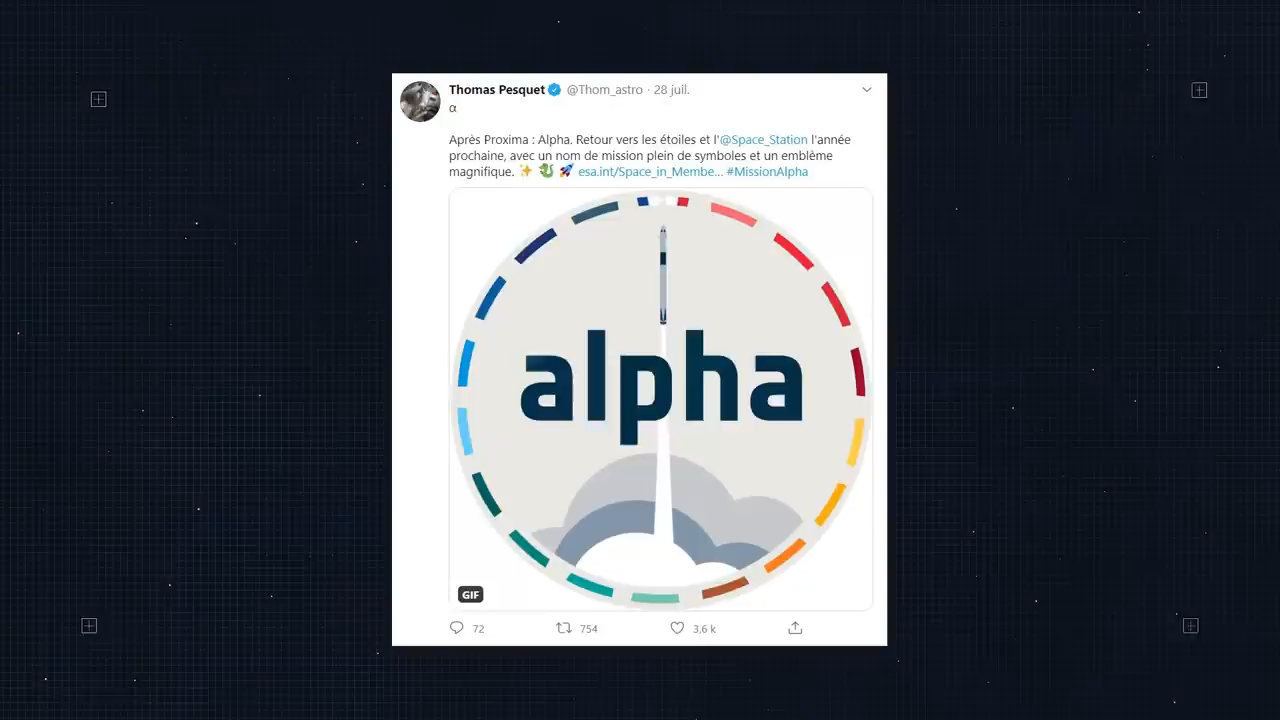 Thomas Pesquet @Thom_astro · 28 juil.
α
Après Proxima : Alpha. Retour vers les étoiles et l'@Space_Station l'année
prochaine, avec un nom de mission plein de symboles et un emblème
magnifique. ✨ 🐉 🚀 esa.int/Space_in_Membe... #MissionAlpha
alpha
GIF
72 754 3,6 k